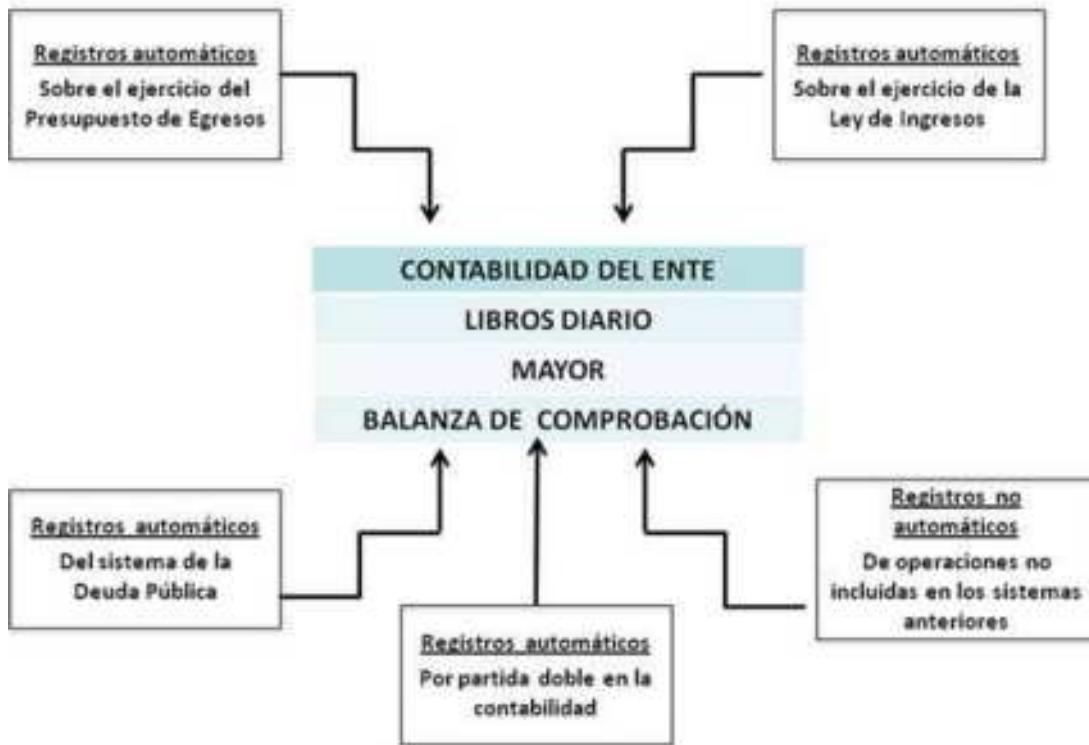 Registros automáticos
Sobre el ejercicio del
Presupuesto de Egresos
Registros automáticos
Sobre el ejercicio de la
Ley de Ingresos
CONTABILIDAD DEL ENTE
LIBROS DIARIO
MAYOR
BALANZA DE COMPROBACIÓN
Registros automáticos
Del sistema de la
Deuda Pública
Registros automáticos
Por partida doble en la
contabilidad
Registros no
automáticos
De operaciones no
incluidas en los sistemas
anteriores